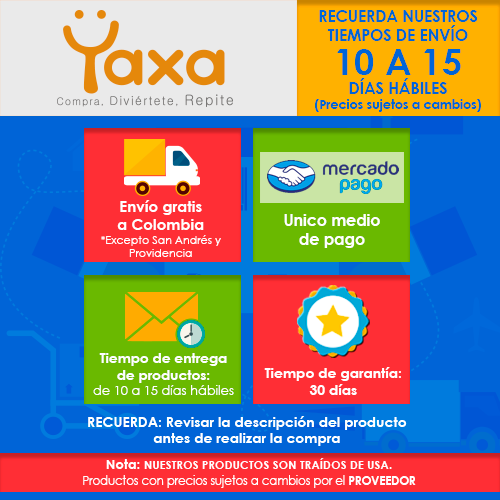 Yaxa
Compra, Diviértete, Repite
RECUERDA NUESTROS
TIEMPOS DE ENVÍO
10 A 15
DÍAS HÁBILES
(Precios sujetos a cambios)
Envío gratis
a Colombia
*Excepto San Andrés y
Providencia
mercado
pago
Unico medio
de pago
Tiempo de entrega
de productos:
de 10 a 15 días hábiles
Tiempo de garantía:
30 días
RECUERDA: Revisar la descripción del producto
antes de realizar la compra
Nota: NUESTROS PRODUCTOS SON TRAÍDOS DE USA.
Productos con precios sujetos a cambios por el PROVEEDOR